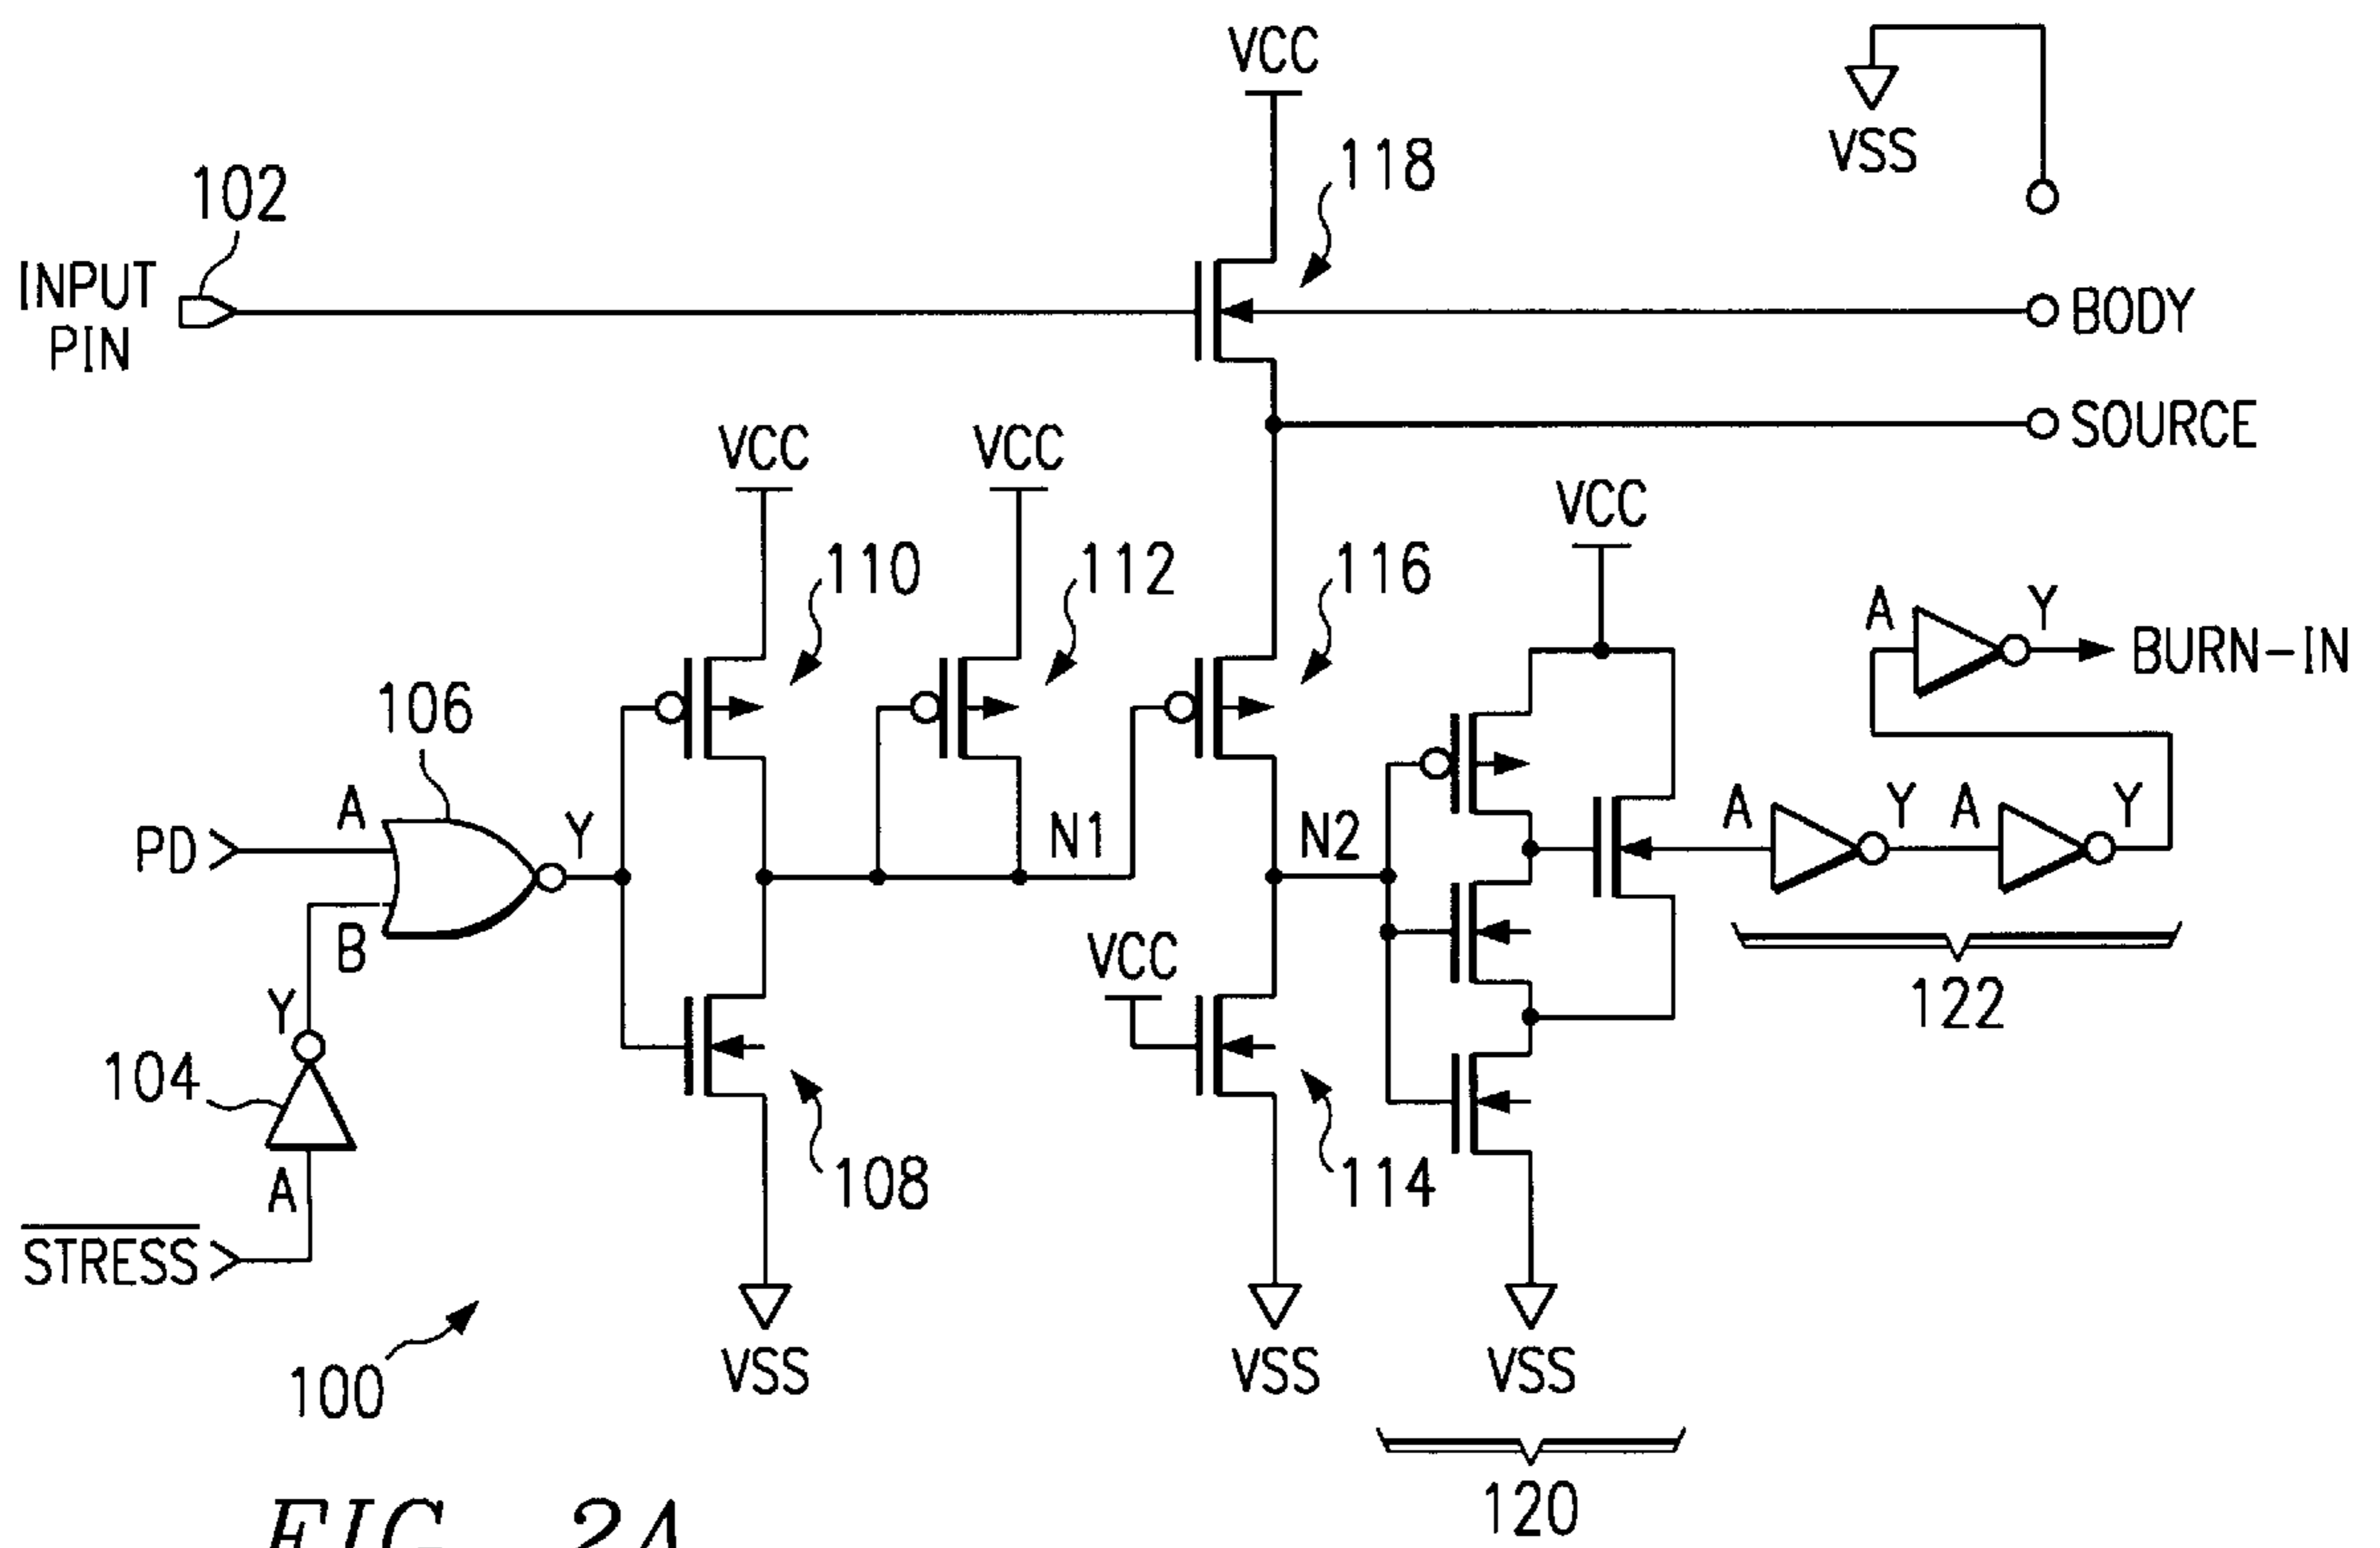 VCC
VSS
118
102
INPUT
PIN
BODY
SOURCE
VCC
VCC
VCC
110
112
116
A
Y
BURN-IN
106
A
Y
N1
N2
A
Y
A
Y
PD
B
VCC
122
Y
104
A
108
114
STRESS
100
VSS
VSS
VSS
120
FIG. 2A